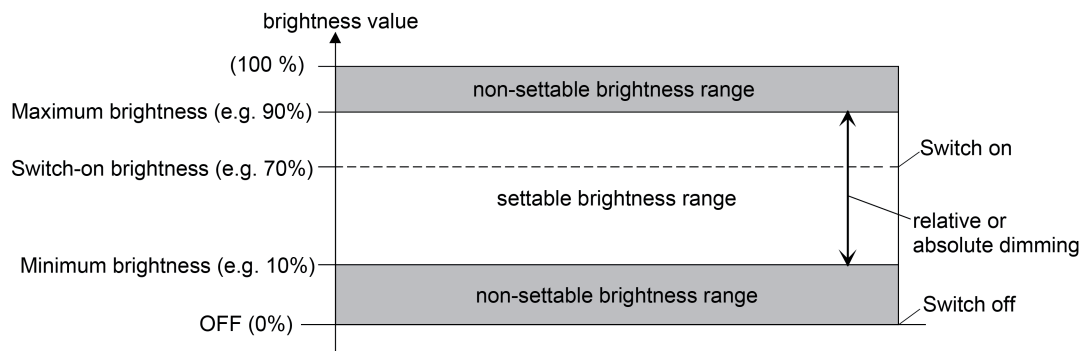 brightness value
(100 %)
non-settable brightness range
Maximum brightness (e.g. 90%)
Switch on
Switch-on brightness (e.g. 70%)
settable brightness range
relative or
absolute dimming
Minimum brightness (e.g. 10%)
non-settable brightness range
Switch off
OFF (0%)